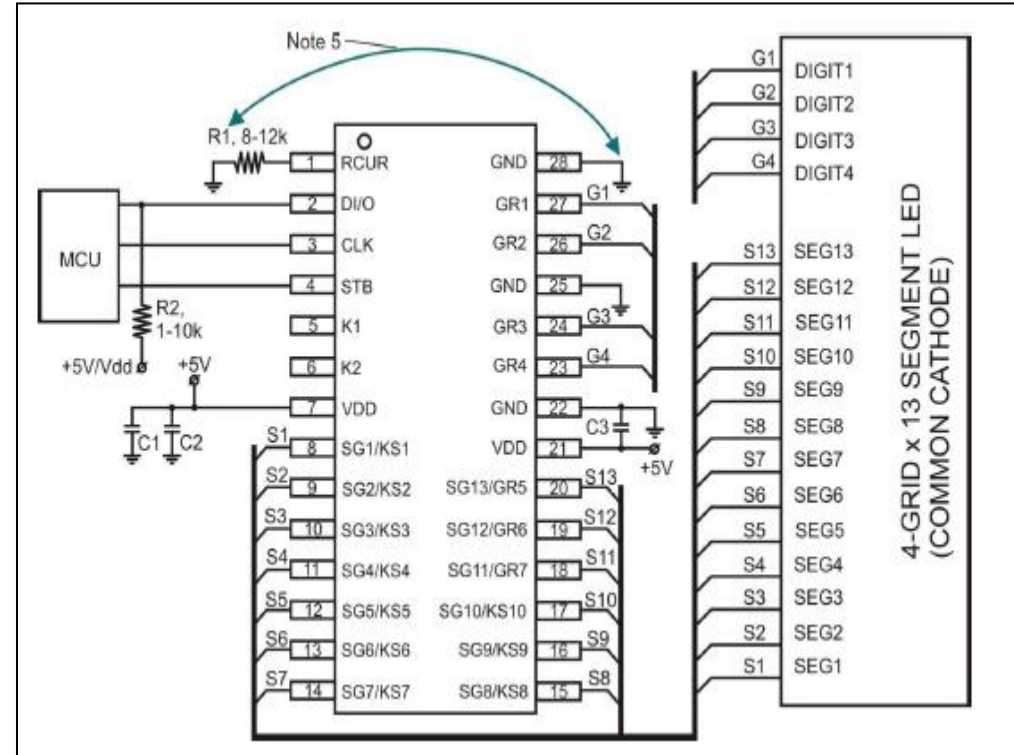 Note 5
R1, 8-12k
1 RCUR
2 DI/O
3 CLK
4 STB
5 K1
6 K2
7 VDD
8 SG1/KS1
9 SG2/KS2
10 SG3/KS3
11 SG4/KS4
12 SG5/KS5
13 SG6/KS6
14 SG7/KS7
MCU
R2,
1-10k
+5V/Vdd
+5V
C1
C2
S1
S2
S3
S4
S5
S6
S7
GND 28
GR1 27 G1
GR2 26 G2
GND 25
GR3 24 G3
GR4 23 G4
GND 22
C3
VDD 21
+5V
SG13/GR5 20 S13
SG12/GR6 19 S12
SG11/GR7 18 S11
SG10/KS10 17 S10
SG9/KS9 16 S9
SG8/KS8 15 S8
G1 DIGIT1
G2 DIGIT2
G3 DIGIT3
G4 DIGIT4
S13 SEG13
S12 SEG12
S11 SEG11
S10 SEG10
S9 SEG9
S8 SEG8
S7 SEG7
S6 SEG6
S5 SEG5
S4 SEG4
S3 SEG3
S2 SEG2
S1 SEG1
4-GRID x 13 SEGMENT LED
(COMMON CATHODE)